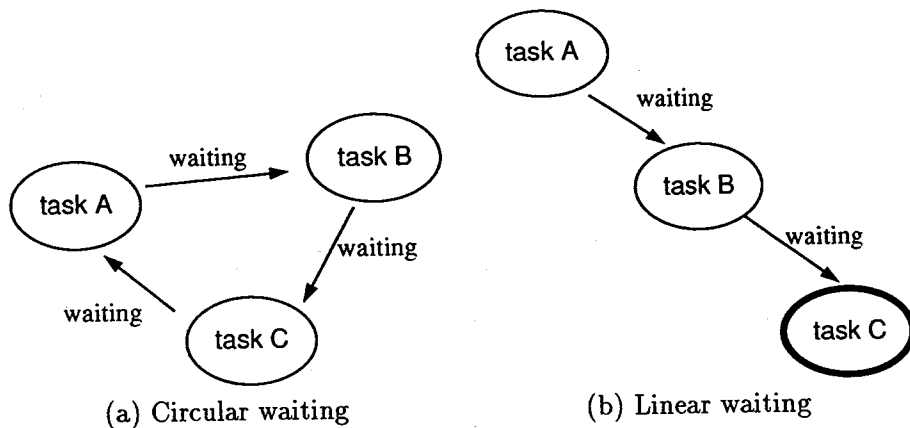 task A
waiting
task B
waiting
task C
waiting
(a) Circular waiting
task A
waiting
task B
waiting
task C
(b) Linear waiting